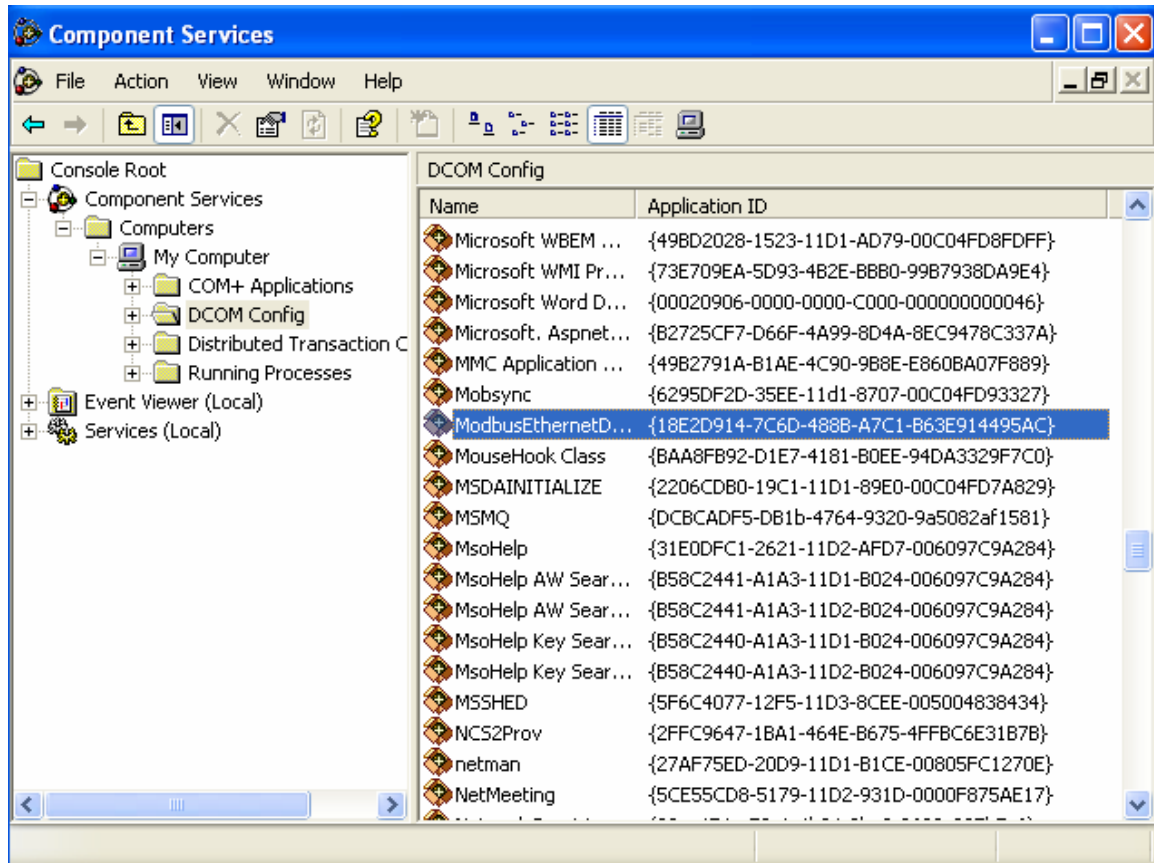 Component Services
File Action View Window Help
Console Root
Component Services
Computers
My Computer
COM+ Applications
DCOM Config
Distributed Transaction C
Running Processes
Event Viewer (Local)
Services (Local)
DCOM Config
Name Application ID
Microsoft WBEM ... {49BD2028-1523-11D1-AD79-00C04FD8FDFF}
Microsoft WMI Pr... {73E709EA-5D93-4B2E-BBB0-99B7938DA9E4}
Microsoft Word D... {00020906-0000-0000-C000-000000000046}
Microsoft. Aspnet... {B2725CF7-D66F-4A99-8D4A-8EC9478C337A}
MMC Application ... {49B2791A-B1AE-4C90-9B8E-E860BA07F889}
Mobsync {6295DF2D-35EE-11d1-8707-00C04FD93327}
ModbusEthernetD... {18E2D914-7C6D-488B-A7C1-B63E914495AC}
MouseHook Class {BAA8FB92-D1E7-4181-B0EE-94DA3329F7C0}
MSDAINITIALIZE {2206CDB0-19C1-11D1-89E0-00C04FD7A829}
MSMQ {DCBCADF5-DB1b-4764-9320-9a5082af1581}
MsoHelp {31E0DFC1-2621-11D2-AFD7-006097C9A284}
MsoHelp AW Sear... {B58C2441-A1A3-11D1-B024-006097C9A284}
MsoHelp AW Sear... {B58C2441-A1A3-11D2-B024-006097C9A284}
MsoHelp Key Sear... {B58C2440-A1A3-11D1-B024-006097C9A284}
MsoHelp Key Sear... {B58C2440-A1A3-11D2-B024-006097C9A284}
MSSHED {5F6C4077-12F5-11D3-8CEE-005004838434}
NCS2Prov {2FFC9647-1BA1-464E-B675-4FFBC6E31B7B}
netman {27AF75ED-20D9-11D1-B1CE-00805FC1270E}
NetMeeting {5CE55CD8-5179-11D2-931D-0000F875AE17}